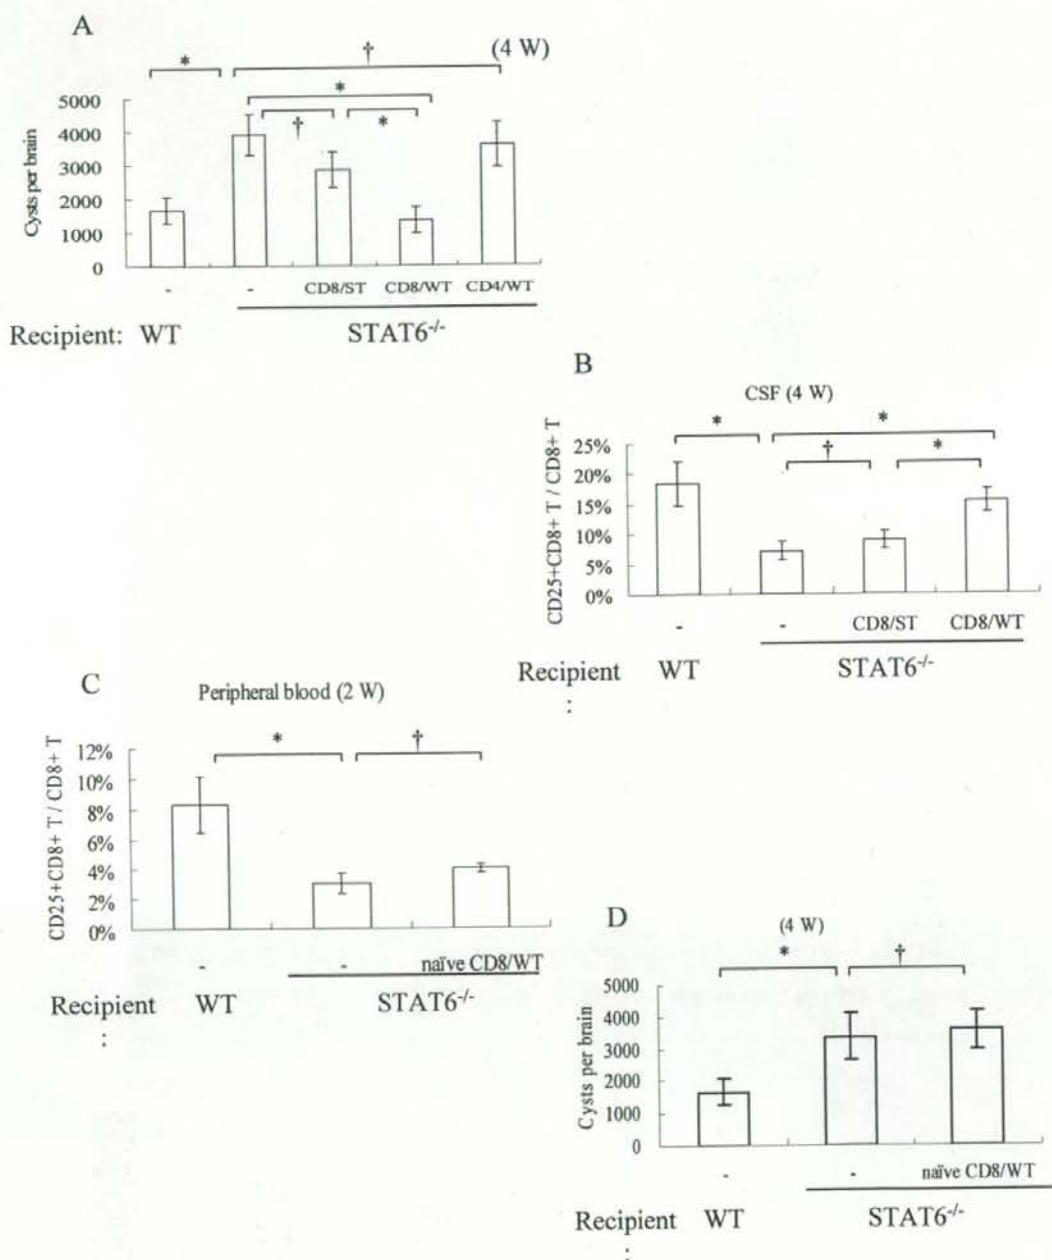 A
* † (4 W)
*
† *
Cysts per brain
5000
4000
3000
2000
1000
0
- - CD8/ST CD8/WT CD4/WT
Recipient: WT STAT6-/-
B
CSF (4 W)
* *
† *
CD25+CD8+ T / CD8+ T
25%
20%
15%
10%
5%
0%
- - CD8/ST CD8/WT
Recipient WT STAT6-/-
:
C
Peripheral blood (2 W)
* †
CD25+CD8+ T / CD8+ T
12%
10%
8%
6%
4%
2%
0%
- - naïve CD8/WT
Recipient WT STAT6-/-
:
D
(4 W)
* †
Cysts per brain
5000
4000
3000
2000
1000
0
- - naïve CD8/WT
Recipient WT STAT6-/-
: